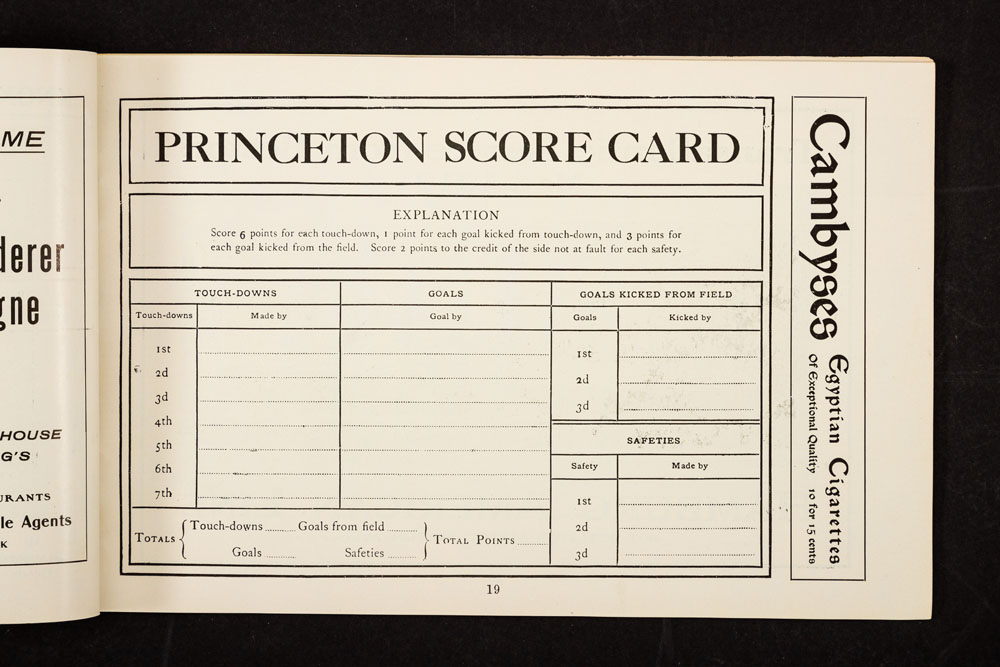 ME
derer
gne
HOUSE
G'S
URANTS
le Agents
K
PRINCETON SCORE CARD
EXPLANATION
Score 6 points for each touch-down, 1 point for each goal kicked from touch-down, and 3 points for
each goal kicked from the field. Score 2 points to the credit of the side not at fault for each safety.
TOUCH-DOWNS GOALS GOALS KICKED FROM FIELD
Touch-downs Made by Goal by Goals Kicked by
1st
2d
3d
4th
5th
6th
7th
1st
2d
3d
SAFETIES
Safety Made by
1st
2d
3d
TOTALS { Touch-downs .......... Goals from field .......... } TOTAL POINTS ..........
Goals .......... Safeties ..........
19
Cambyses
Egyptian Cigarettes
Of Exceptional Quality 10 for 15 cents